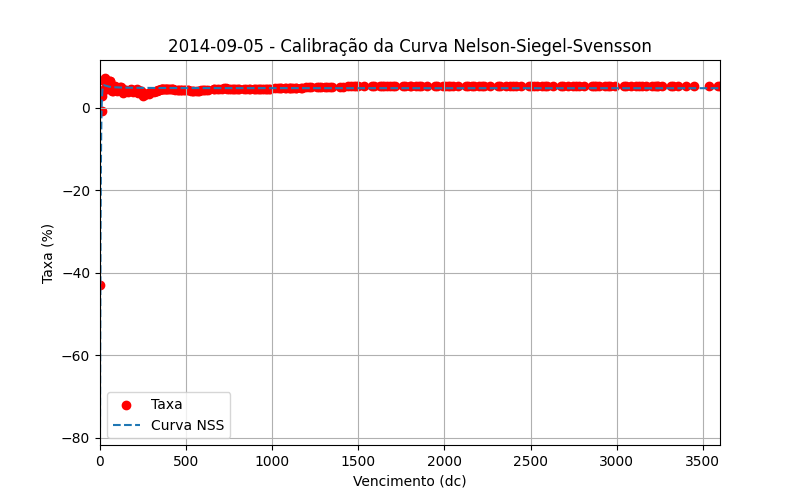 2014-09-05 - Calibração da Curva Nelson-Siegel-Svensson
Taxa (%)
0
−20
−40
−60
−80
Taxa
Curva NSS
0 500 1000 1500 2000 2500 3000 3500
Vencimento (dc)